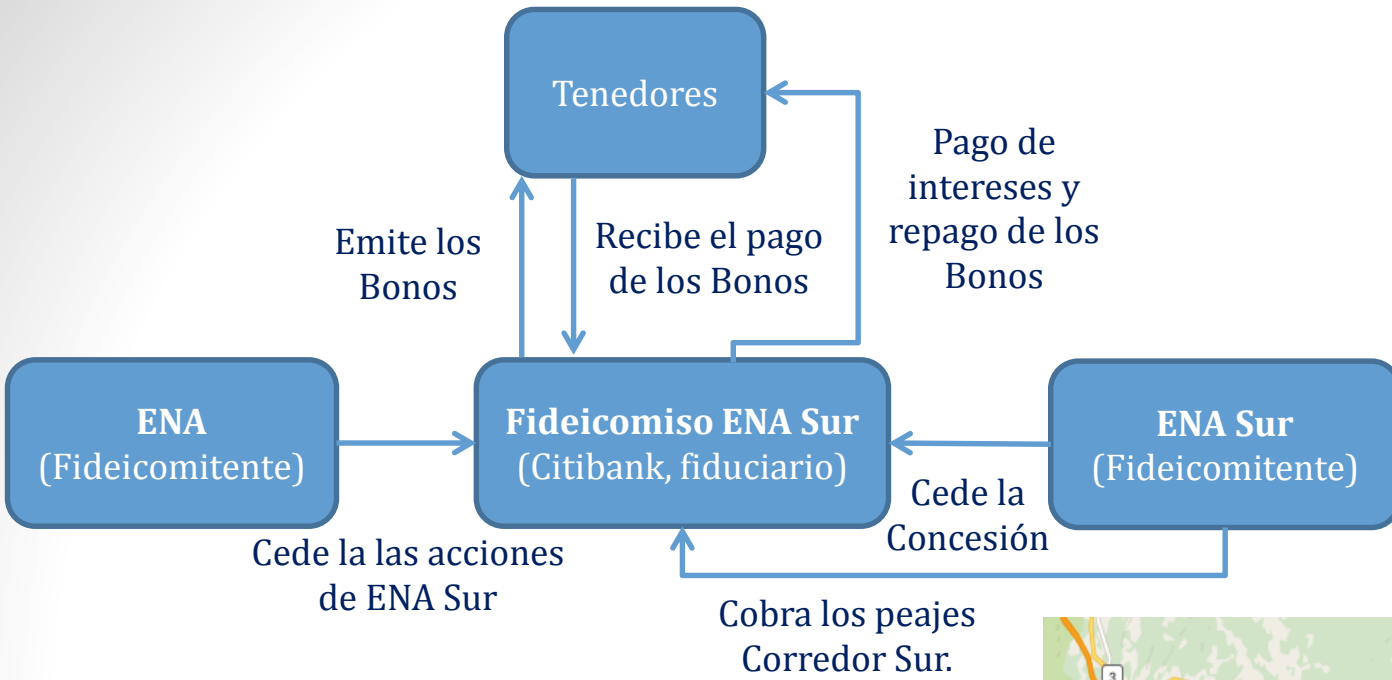 Tenedores
Pago de
intereses y
repago de los
Bonos
Emite los
Bonos
Recibe el pago
de los Bonos
ENA
(Fideicomitente)
Fideicomiso ENA Sur
(Citibank, fiduciario)
ENA Sur
(Fideicomitente)
Cede la
Concesión
Cede la las acciones
de ENA Sur
Cobra los peajes
Corredor Sur.
3